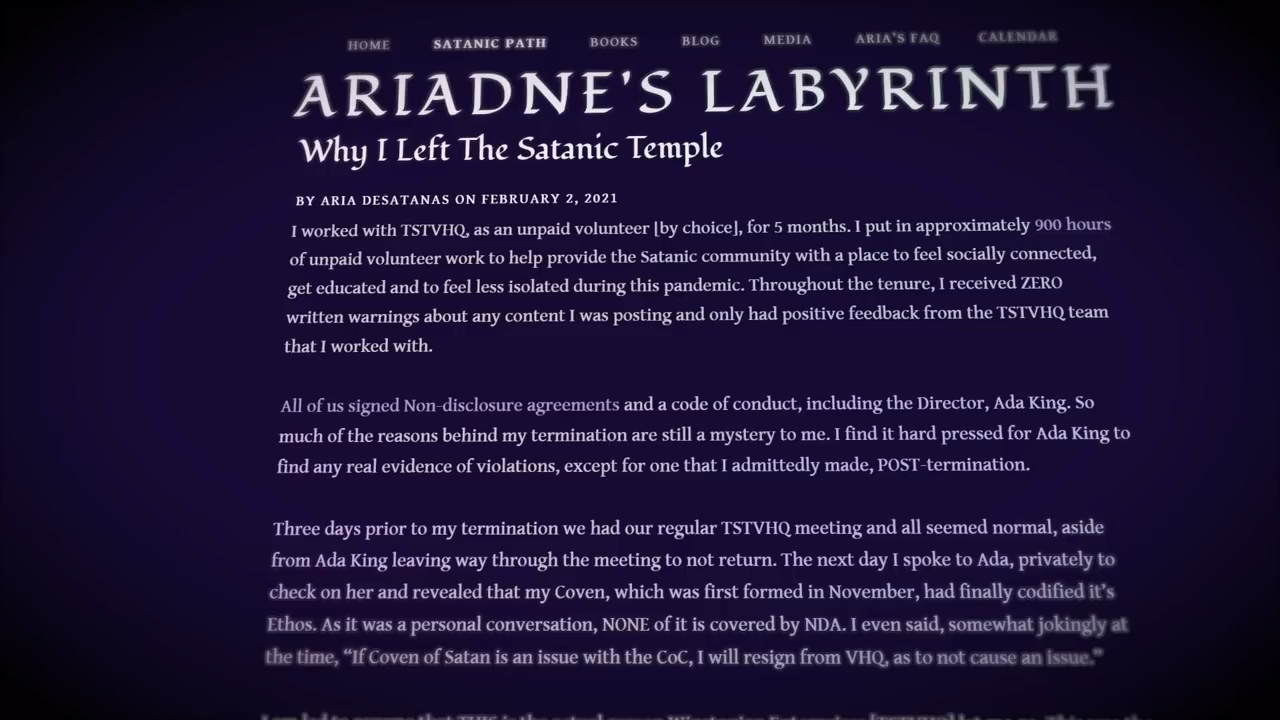 HOME SATANIC PATH BOOKS BLOG MEDIA ARIA'S FAQ CALENDAR
ARIADNE'S LABYRINTH
Why I Left The Satanic Temple
BY ARIA DESATANAS ON FEBRUARY 2, 2021
I worked with TSTVHQ, as an unpaid volunteer [by choice], for 5 months. I put in approximately 900 hours
of unpaid volunteer work to help provide the Satanic community with a place to feel socially connected,
get educated and to feel less isolated during this pandemic. Throughout the tenure, I received ZERO
written warnings about any content I was posting and only had positive feedback from the TSTVHQ team
that I worked with.
All of us signed Non-disclosure agreements and a code of conduct, including the Director, Ada King. So
much of the reasons behind my termination are still a mystery to me. I find it hard pressed for Ada King to
find any real evidence of violations, except for one that I admittedly made, POST-termination.
Three days prior to my termination we had our regular TSTVHQ meeting and all seemed normal, aside
from Ada King leaving way through the meeting to not return. The next day I spoke to Ada, privately to
check on her and revealed that my Coven, which was first formed in November, had finally codified it's
Ethos. As it was a personal conversation, NONE of it is covered by NDA. I even said, somewhat jokingly at
the time, "If Coven of Satan is an issue with the CoC, I will resign from VHQ, as to not cause an issue."